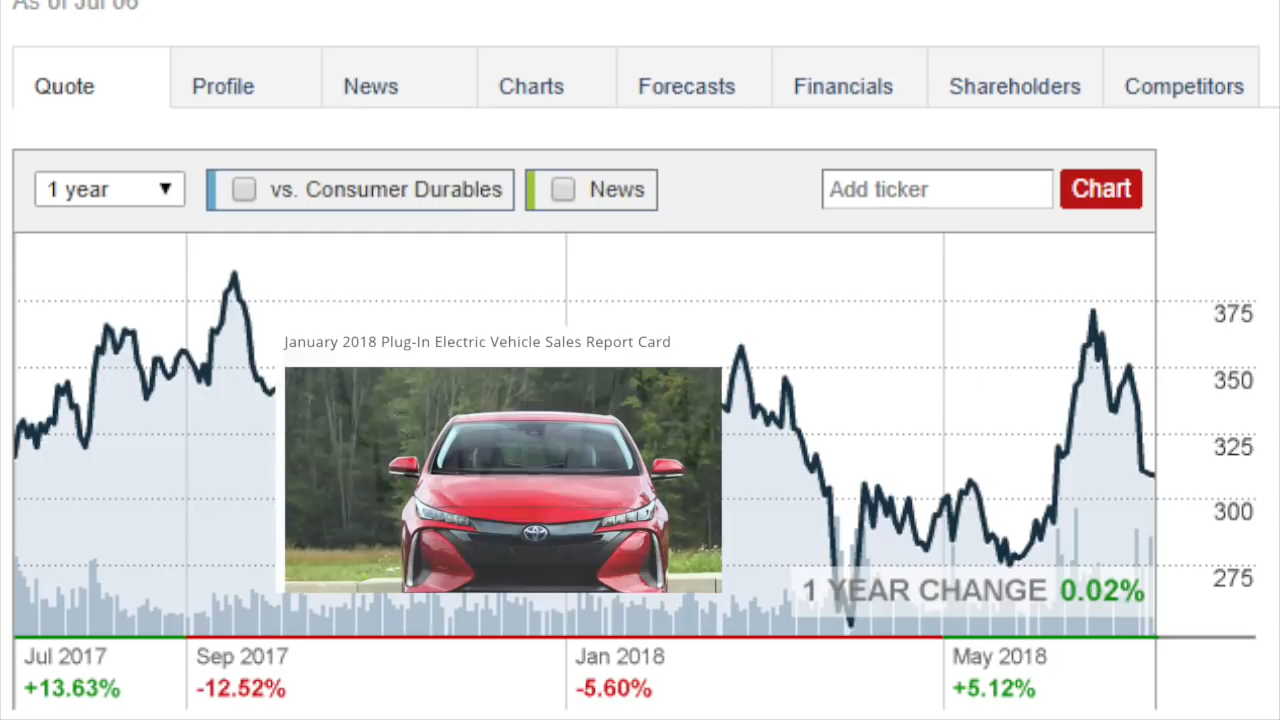 As of Jul 06
Quote
Profile
News
Charts
Forecasts
Financials
Shareholders
Competitors
1 year
vs. Consumer Durables
News
Add ticker
Chart
375
350
325
300
275
January 2018 Plug-In Electric Vehicle Sales Report Card
1 YEAR CHANGE 0.02%
Jul 2017
Sep 2017
Jan 2018
May 2018
+13.63%
-12.52%
-5.60%
+5.12%